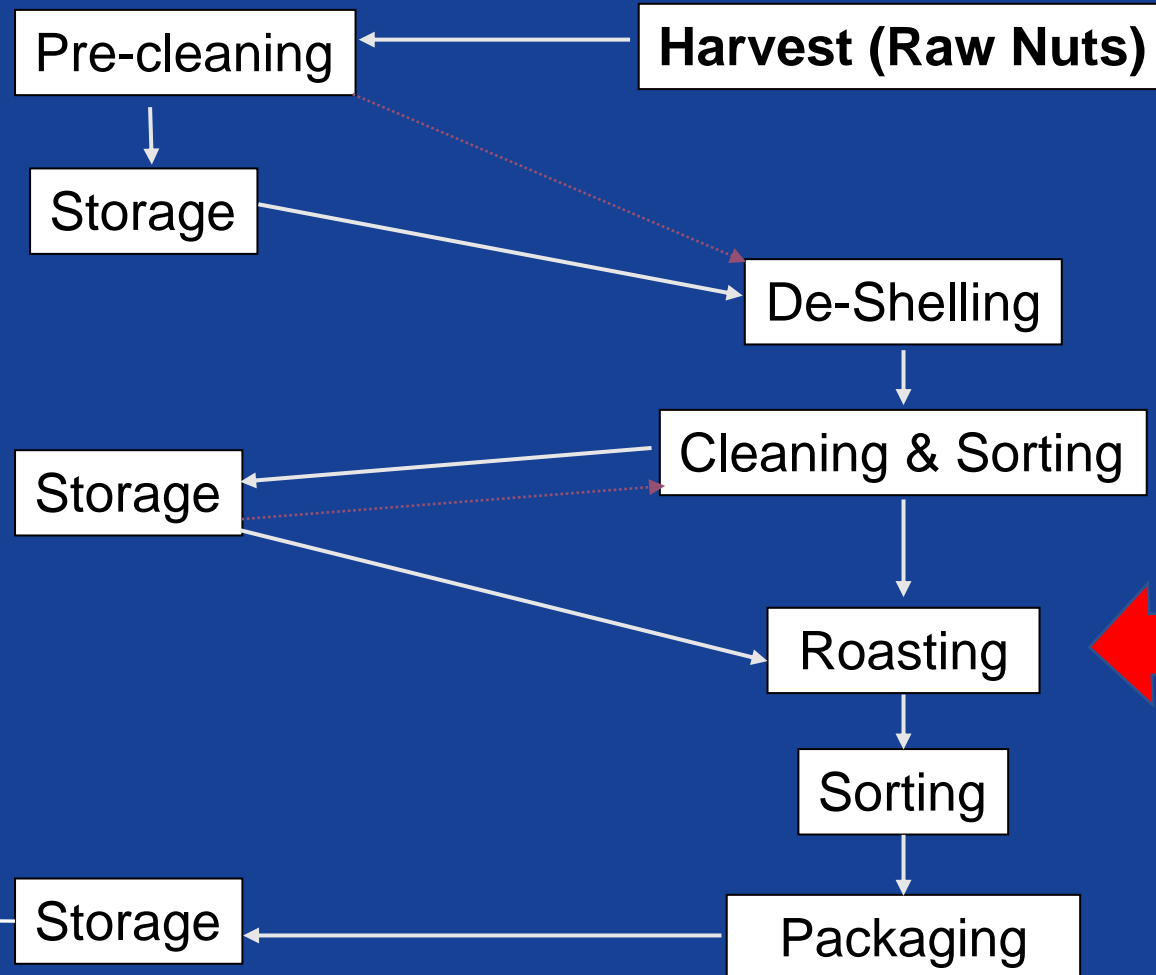 Pre-cleaning
Harvest (Raw Nuts)
Storage
De-Shelling
Cleaning & Sorting
Storage
Roasting
Sorting
Storage
Packaging